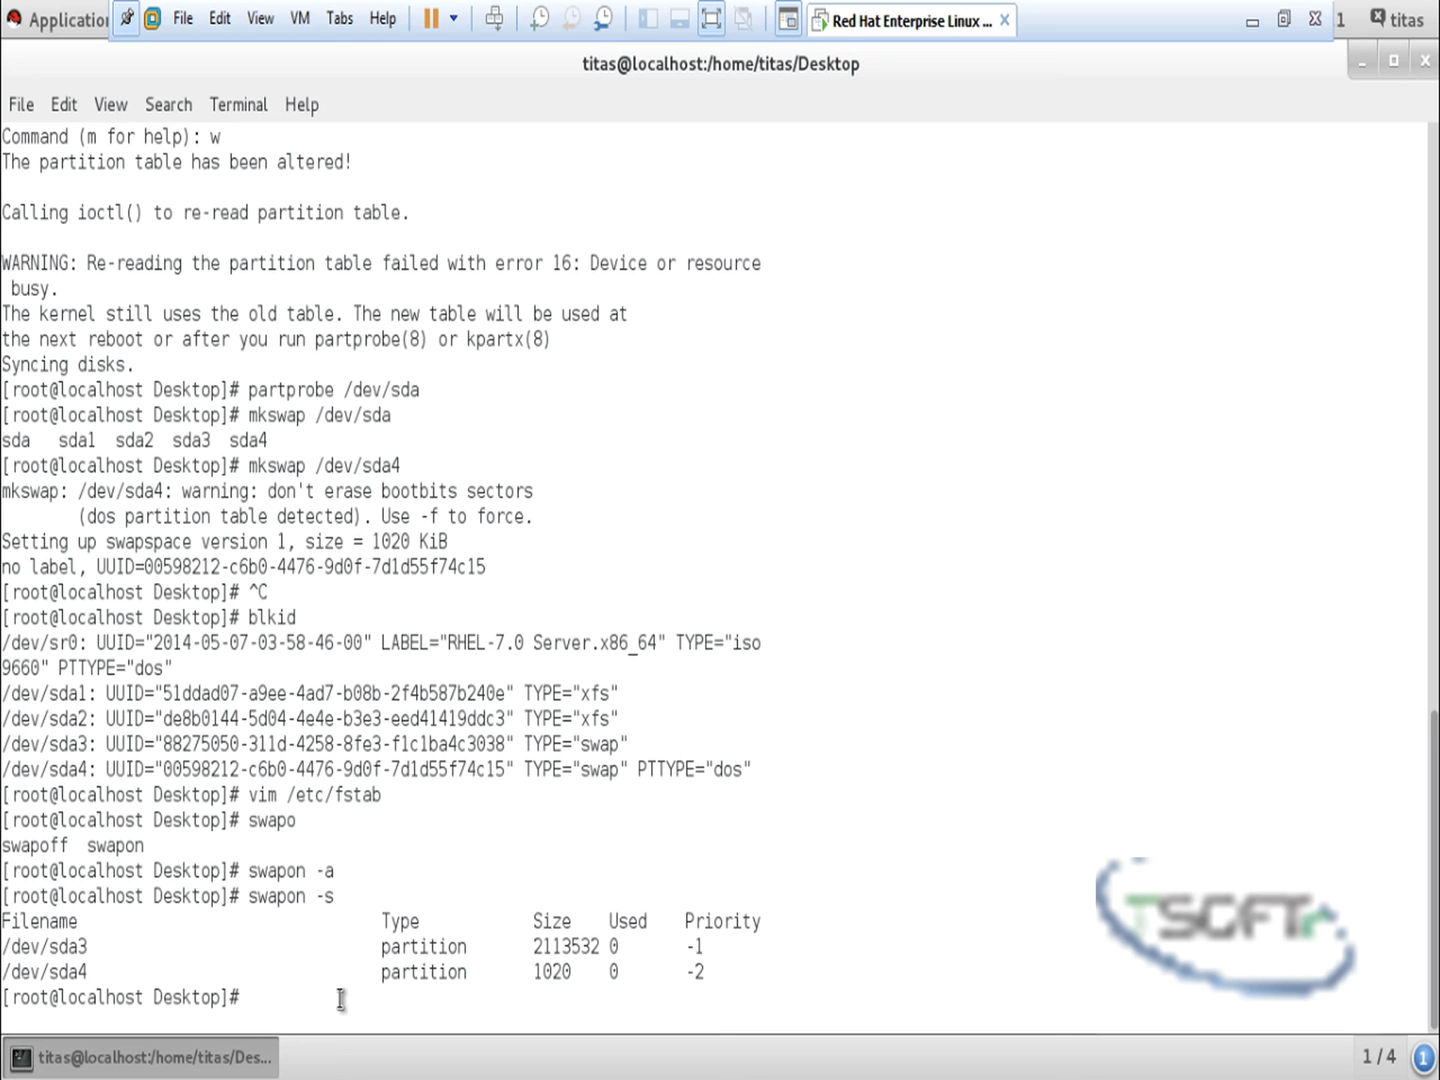 Application File Edit View VM Tabs Help Red Hat Enterprise Linux ... 1 titas
titas@localhost:/home/titas/Desktop
File Edit View Search Terminal Help
Command (m for help): w
The partition table has been altered!
Calling ioctl() to re-read partition table.
WARNING: Re-reading the partition table failed with error 16: Device or resource
busy.
The kernel still uses the old table. The new table will be used at
the next reboot or after you run partprobe(8) or kpartx(8)
Syncing disks.
[root@localhost Desktop]# partprobe /dev/sda
[root@localhost Desktop]# mkswap /dev/sda
sda sda1 sda2 sda3 sda4
[root@localhost Desktop]# mkswap /dev/sda4
mkswap: /dev/sda4: warning: don't erase bootbits sectors
(dos partition table detected). Use -f to force.
Setting up swapspace version 1, size = 1020 KiB
no label, UUID=00598212-c6b0-4476-9d0f-7d1d55f74c15
[root@localhost Desktop]# ^C
[root@localhost Desktop]# blkid
/dev/sr0: UUID="2014-05-07-03-58-46-00" LABEL="RHEL-7.0 Server.x86_64" TYPE="iso
9660" PTTYPE="dos"
/dev/sda1: UUID="51ddad07-a9ee-4ad7-b08b-2f4b587b240e" TYPE="xfs"
/dev/sda2: UUID="de8b0144-5d04-4e4e-b3e3-eed41419ddc3" TYPE="xfs"
/dev/sda3: UUID="88275050-311d-4258-8fe3-f1c1ba4c3038" TYPE="swap"
/dev/sda4: UUID="00598212-c6b0-4476-9d0f-7d1d55f74c15" TYPE="swap" PTTYPE="dos"
[root@localhost Desktop]# vim /etc/fstab
[root@localhost Desktop]# swapo
swapoff swapon
[root@localhost Desktop]# swapon -a
[root@localhost Desktop]# swapon -s
Filename Type Size Used Priority
/dev/sda3 partition 2113532 0 -1
/dev/sda4 partition 1020 0 -2
[root@localhost Desktop]#
titas@localhost:/home/titas/Des... 1 / 4 1